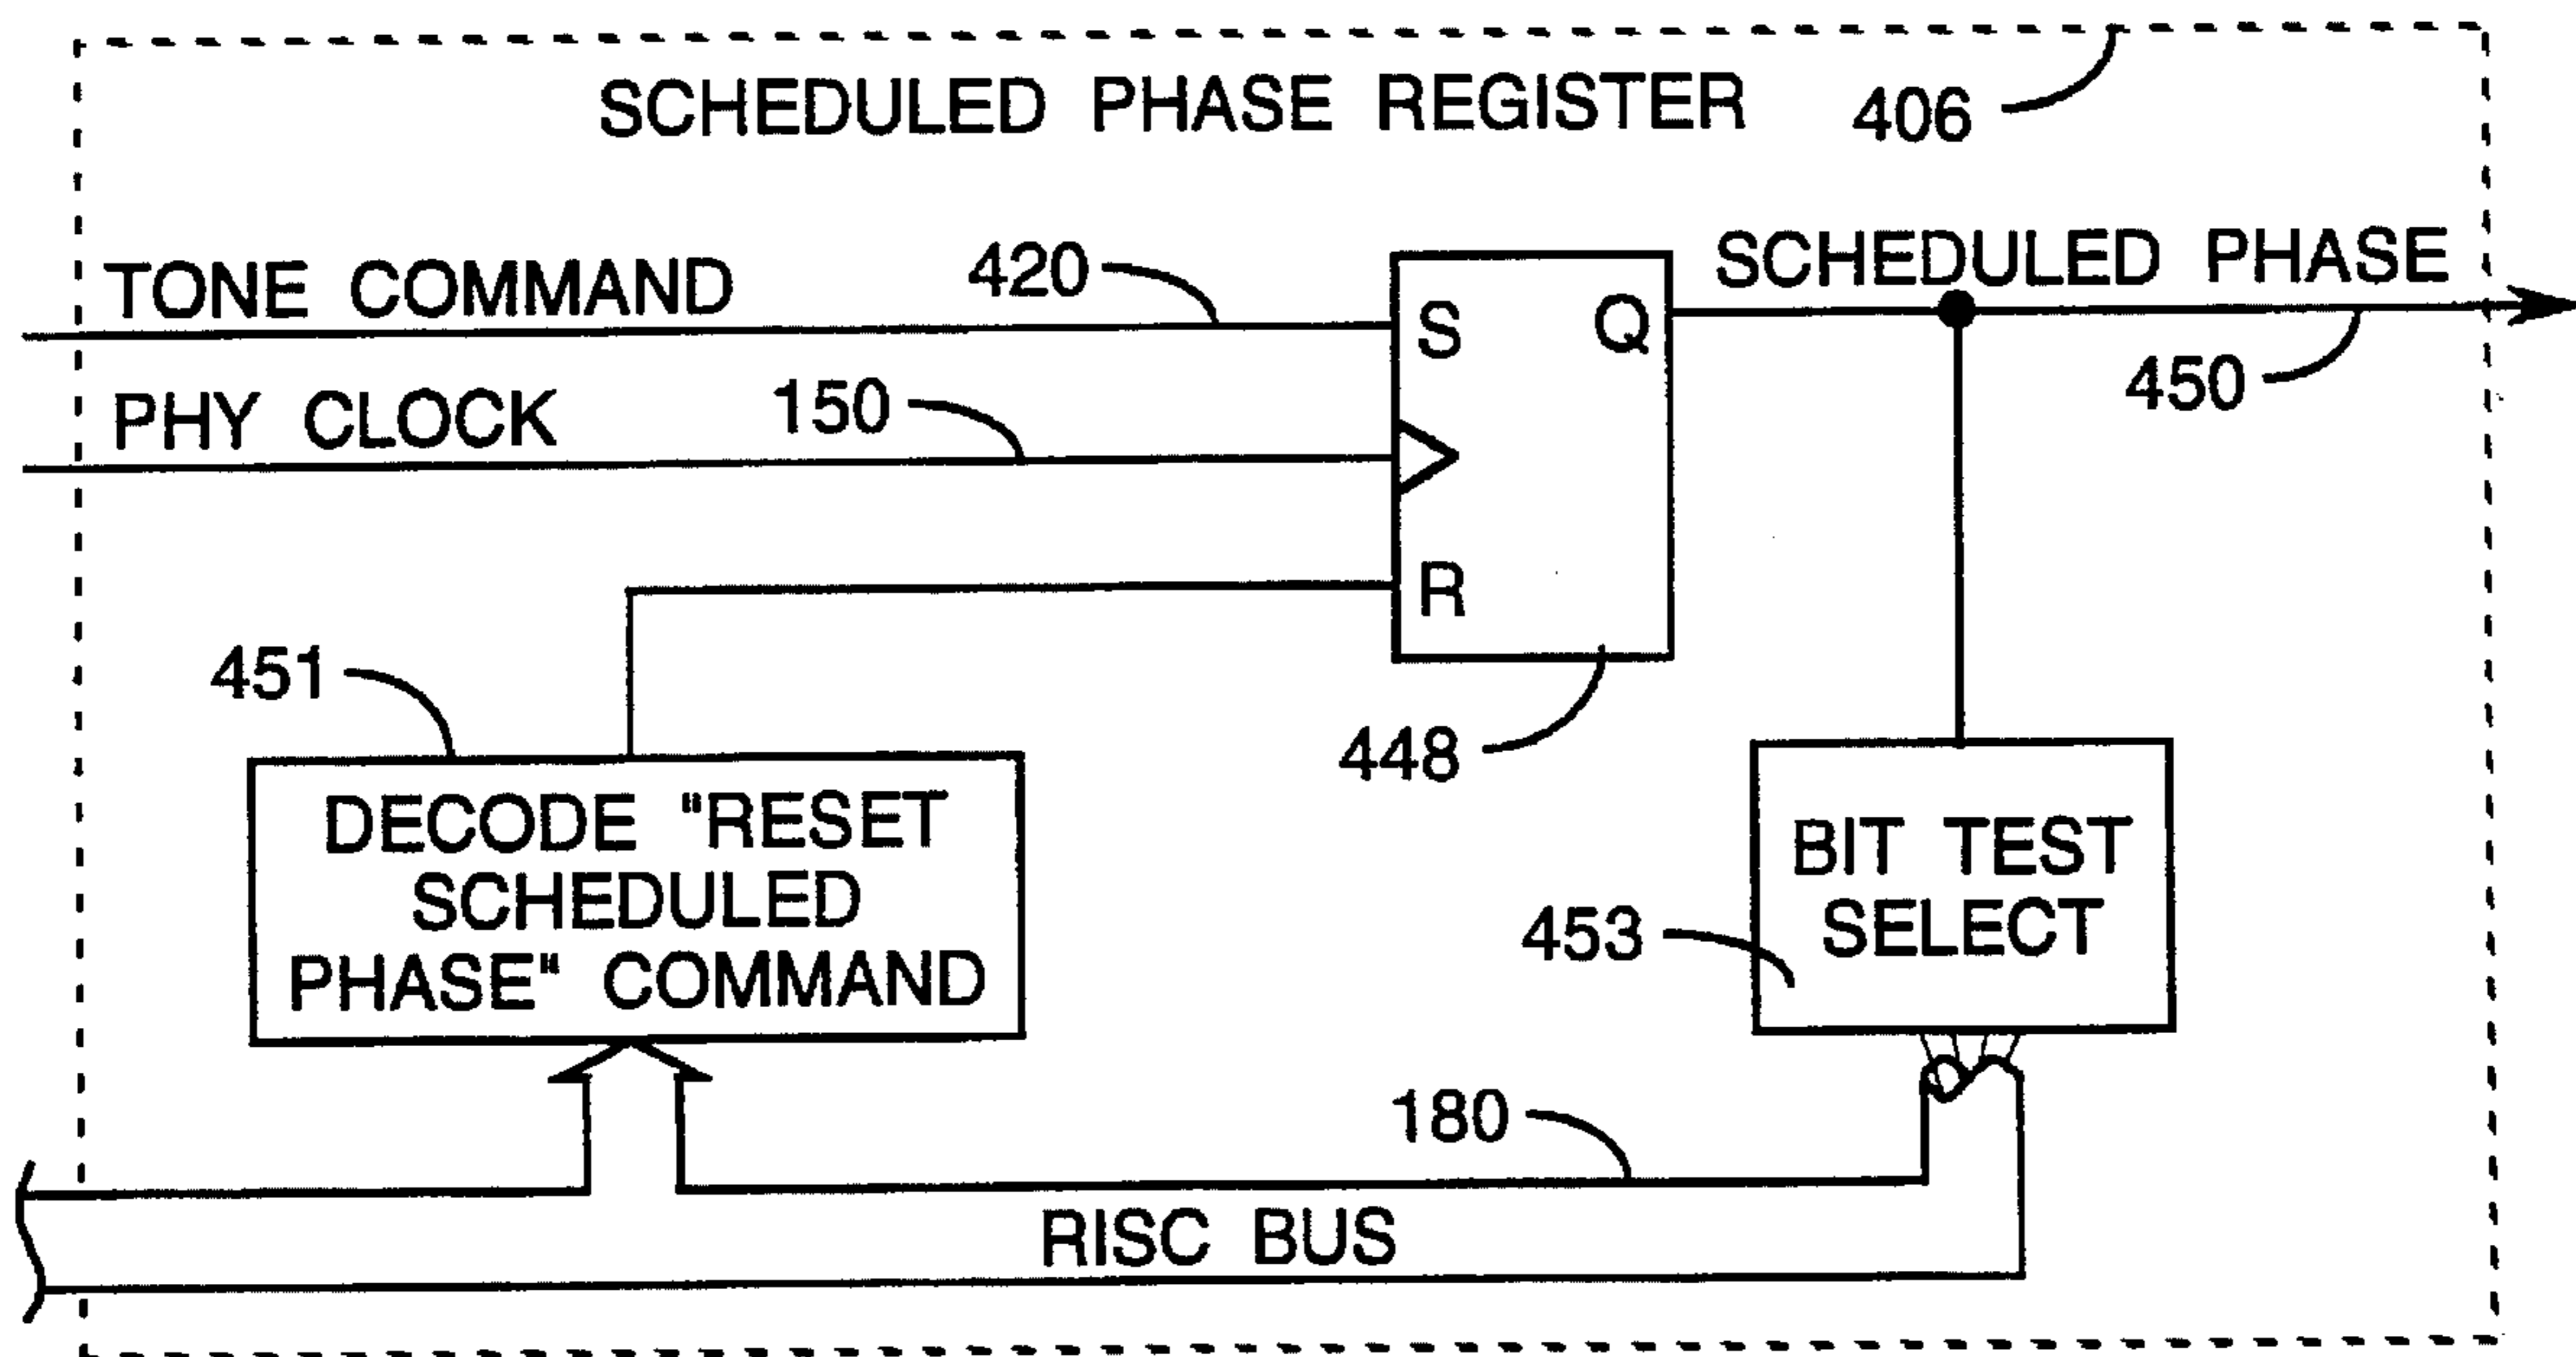 SCHEDULED PHASE REGISTER
406
TONE COMMAND
420
SCHEDULED PHASE
S
Q
PHY CLOCK
150
450
R
451
448
DECODE "RESET
SCHEDULED
PHASE" COMMAND
BIT TEST
SELECT
453
180
RISC BUS